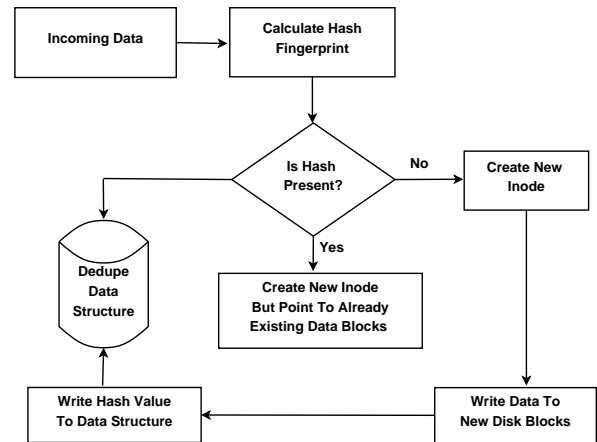 Incoming Data
Calculate Hash
Fingerprint
Is Hash
Present?
No
Create New
Inode
Yes
Dedupe
Data
Structure
Create New Inode
But Point To Already
Existing Data Blocks
Write Hash Value
To Data Structure
Write Data To
New Disk Blocks